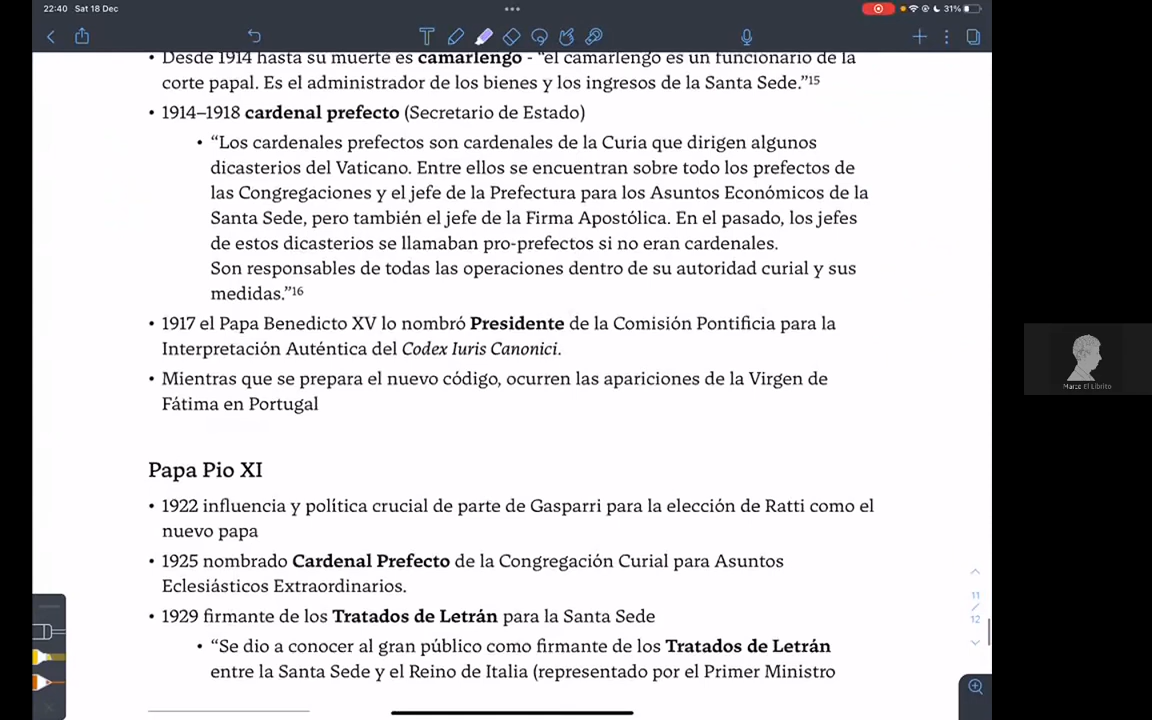 22:40 Sat 18 Dec
31%
• Desde 1914 hasta su muerte es camarlengo - “el camarlengo es un funcionario de la
corte papal. Es el administrador de los bienes y los ingresos de la Santa Sede.”15
• 1914–1918 cardenal prefecto (Secretario de Estado)
• “Los cardenales prefectos son cardenales de la Curia que dirigen algunos
dicasterios del Vaticano. Entre ellos se encuentran sobre todo los prefectos de
las Congregaciones y el jefe de la Prefectura para los Asuntos Económicos de la
Santa Sede, pero también el jefe de la Firma Apostólica. En el pasado, los jefes
de estos dicasterios se llamaban pro-prefectos si no eran cardenales.
Son responsables de todas las operaciones dentro de su autoridad curial y sus
medidas.”16
• 1917 el Papa Benedicto XV lo nombró Presidente de la Comisión Pontificia para la
Interpretación Auténtica del Codex Iuris Canonici.
• Mientras que se prepara el nuevo código, ocurren las apariciones de la Virgen de
Fátima en Portugal
Papa Pio XI
• 1922 influencia y política crucial de parte de Gasparri para la elección de Ratti como el
nuevo papa
• 1925 nombrado Cardenal Prefecto de la Congregación Curial para Asuntos
Eclesiásticos Extraordinarios.
• 1929 firmante de los Tratados de Letrán para la Santa Sede
• “Se dio a conocer al gran público como firmante de los Tratados de Letrán
entre la Santa Sede y el Reino de Italia (representado por el Primer Ministro
11
/
12
Marco El Librito